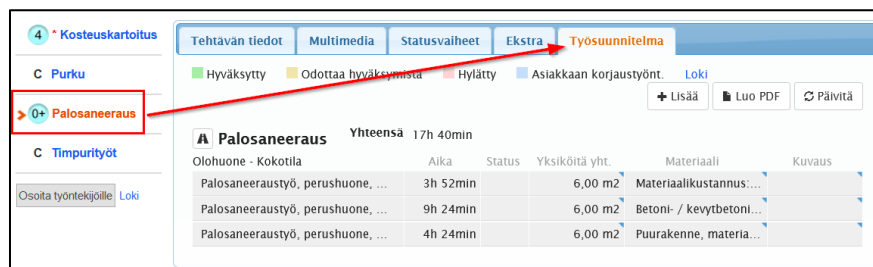 4 * Kosteuskartoitus
C Purku
0+ Palosaneeraus
C Timpurityöt
Osoita työntekijöille Loki
Tehtävän tiedot Multimedia Statusvaiheet Ekstra Työsuunnitelma
Hyväksytty Odottaa hyväksymistä Hylätty Asiakkaan korjaustyönt. Loki
+ Lisää Luo PDF Päivitä
Palosaneeraus Yhteensä 17h 40min
Olohuone - Kokotila Aika Status Yksiköitä yht. Materiaali Kuvaus
Palosaneeraustyö, perushuone, ... 3h 52min 6,00 m2 Materiaalikustannus:...
Palosaneeraustyö, perushuone, ... 9h 24min 6,00 m2 Betoni- / kevytbetoni...
Palosaneeraustyö, perushuone, ... 4h 24min 6,00 m2 Puurakenne, materia...